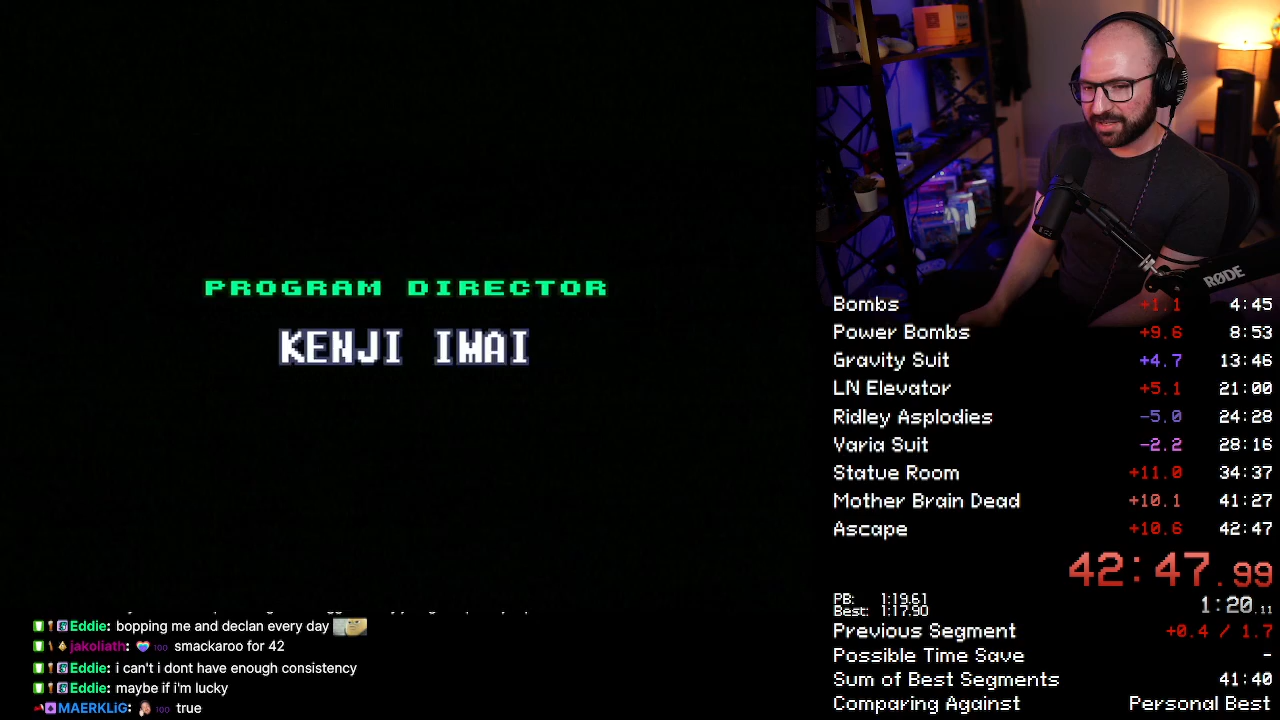 PROGRAM DIRECTOR
KENJI IWAI
RØDE
Bombs +1.1 4:45
Power Bombs +9.6 8:53
Gravity Suit +4.7 13:46
LN Elevator +5.1 21:00
Ridley Asplodies -5.0 24:28
Varia Suit -2.2 28:16
Statue Room +11.0 34:37
Mother Brain Dead +10.1 41:27
Ascape +10.6 42:47
42:47.99
PB: 1:19.61
Best: 1:17.90
1:20.11
Previous Segment +0.4 / 1.7
Possible Time Save -
Sum of Best Segments 41:40
Comparing Against Personal Best
Eddie: bopping me and declan every day
jakoliath: 100 smackaroo for 42
Eddie: i can't i dont have enough consistency
Eddie: maybe if i'm lucky
MAERKLiG: 100 true